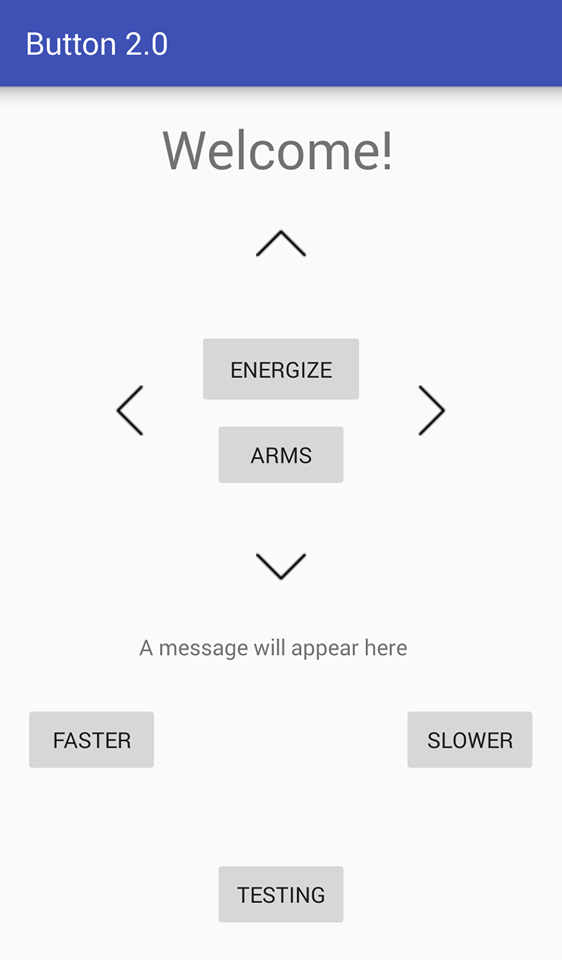 Button 2.0
Welcome!
ENERGIZE
ARMS
A message will appear here
FASTER
SLOWER
TESTING